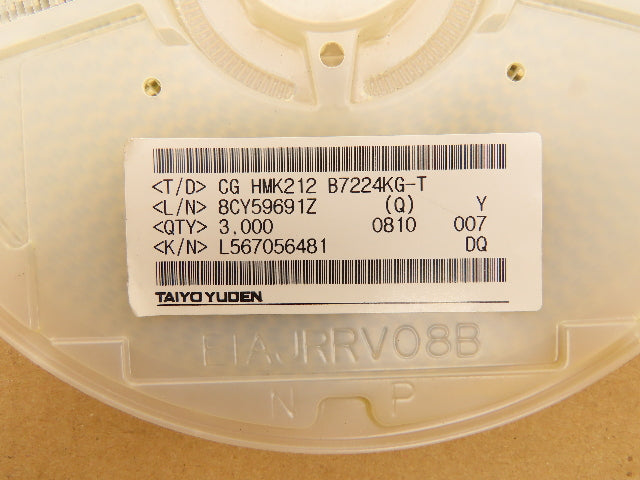 <T/D> CG HMK212 B7224KG-T
<L/N> 8CY59691Z (Q) Y
<QTY> 3.000 0810 007
<K/N> L567056481 DQ
TAIYO YUDEN
EIAJRRV08B
N P